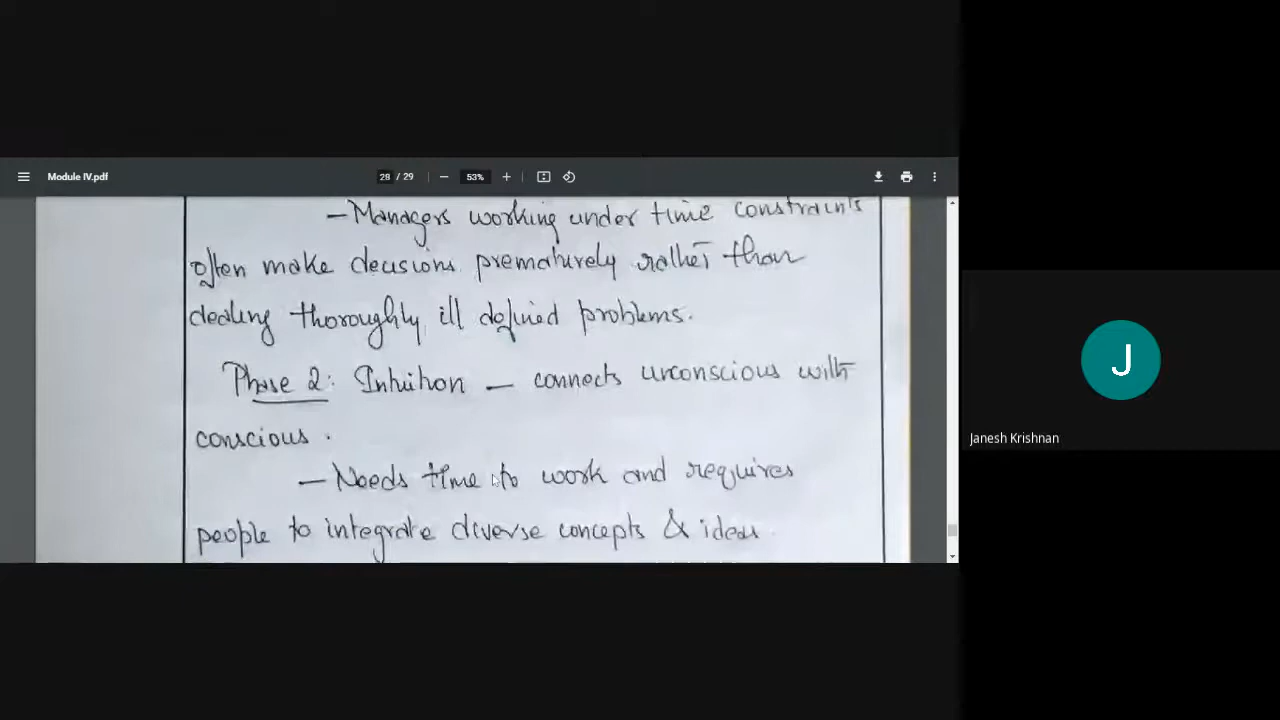 Module IV.pdf
28 / 29
53%
- Managers working under time constraints
often make decisions prematurely rather than
dealing thoroughly ill defined problems.
Phase 2: Intuition - connects unconscious with
conscious.
- Needs time to work and requires
people to integrate diverse concepts & ideas.
J
Janesh Krishnan